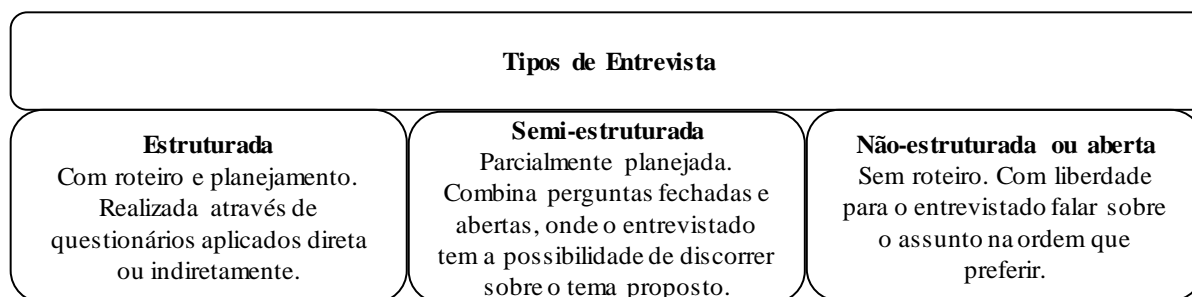 Tipos de Entrevista
Estruturada
Com roteiro e planejamento.
Realizada através de
questionários aplicados direta
ou indiretamente.
Semi-estruturada
Parcialmente planejada.
Combina perguntas fechadas e
abertas, onde o entrevistado
tem a possibilidade de discorrer
sobre o tema proposto.
Não-estruturada ou aberta
Sem roteiro. Com liberdade
para o entrevistado falar sobre
o assunto na ordem que
preferir.